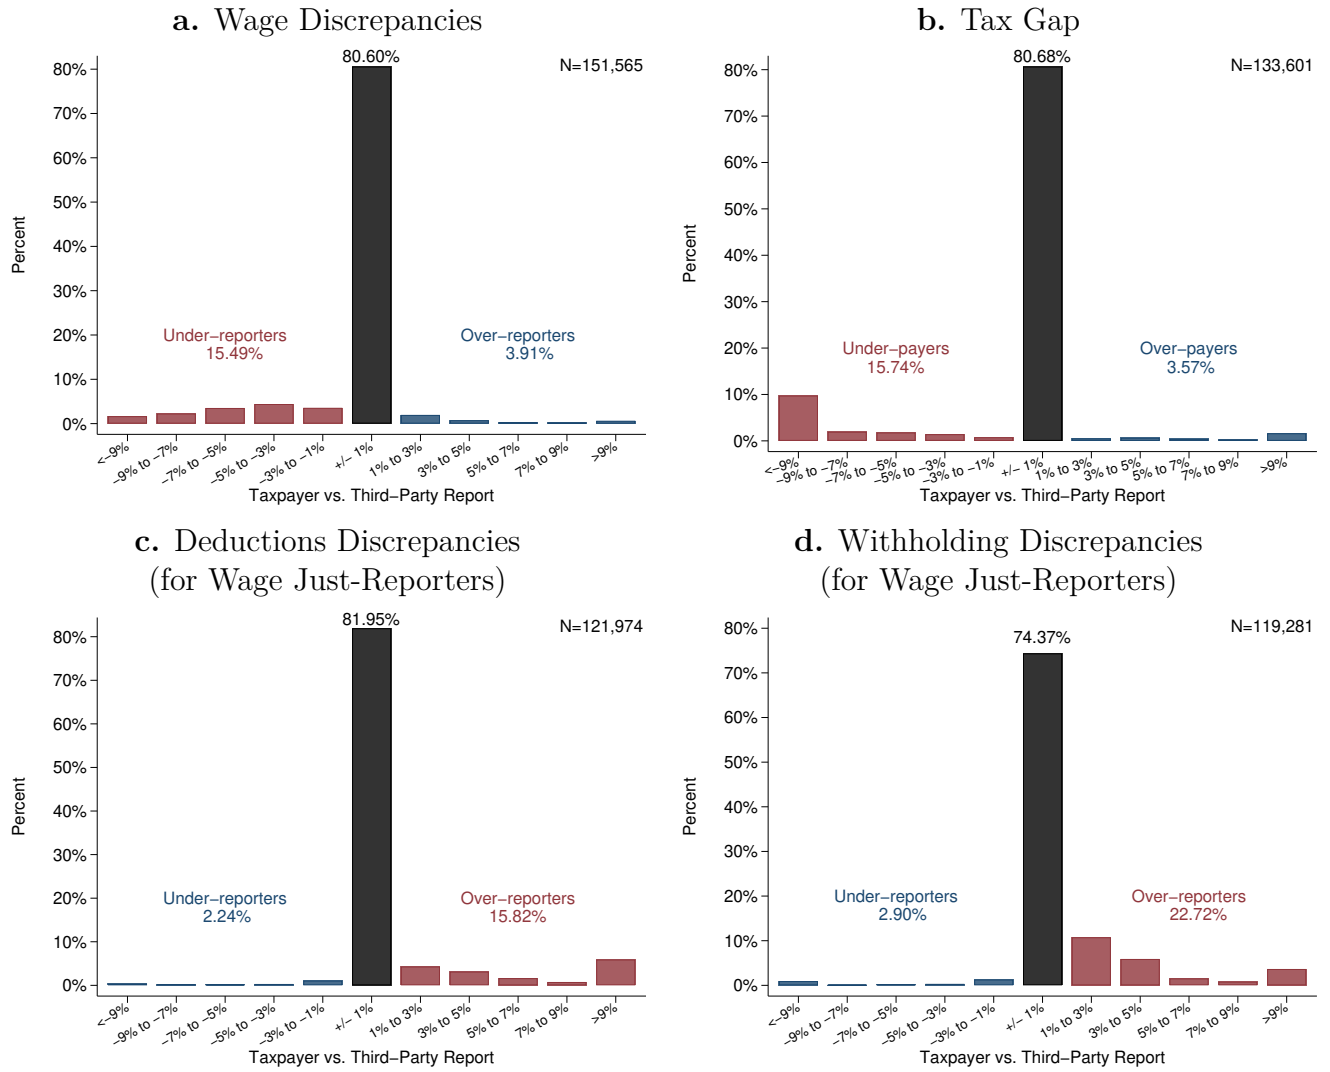 a. Wage Discrepancies
80.60%
N=151,565
80%
70%
60%
50%
40%
30%
20%
10%
0%
Percent
Under−reporters
15.49%
Over−reporters
3.91%
<−9%
−9% to −7%
−7% to −5%
−5% to −3%
−3% to −1%
+/− 1%
1% to 3%
3% to 5%
5% to 7%
7% to 9%
>9%
Taxpayer vs. Third−Party Report
b. Tax Gap
80.68%
N=133,601
80%
70%
60%
50%
40%
30%
20%
10%
0%
Percent
Under−payers
15.74%
Over−payers
3.57%
<−9%
−9% to −7%
−7% to −5%
−5% to −3%
−3% to −1%
+/− 1%
1% to 3%
3% to 5%
5% to 7%
7% to 9%
>9%
Taxpayer vs. Third−Party Report
c. Deductions Discrepancies
(for Wage Just-Reporters)
81.95%
N=121,974
80%
70%
60%
50%
40%
30%
20%
10%
0%
Percent
Under−reporters
2.24%
Over−reporters
15.82%
<−9%
−9% to −7%
−7% to −5%
−5% to −3%
−3% to −1%
+/− 1%
1% to 3%
3% to 5%
5% to 7%
7% to 9%
>9%
Taxpayer vs. Third−Party Report
d. Withholding Discrepancies
(for Wage Just-Reporters)
74.37%
N=119,281
80%
70%
60%
50%
40%
30%
20%
10%
0%
Percent
Under−reporters
2.90%
Over−reporters
22.72%
<−9%
−9% to −7%
−7% to −5%
−5% to −3%
−3% to −1%
+/− 1%
1% to 3%
3% to 5%
5% to 7%
7% to 9%
>9%
Taxpayer vs. Third−Party Report